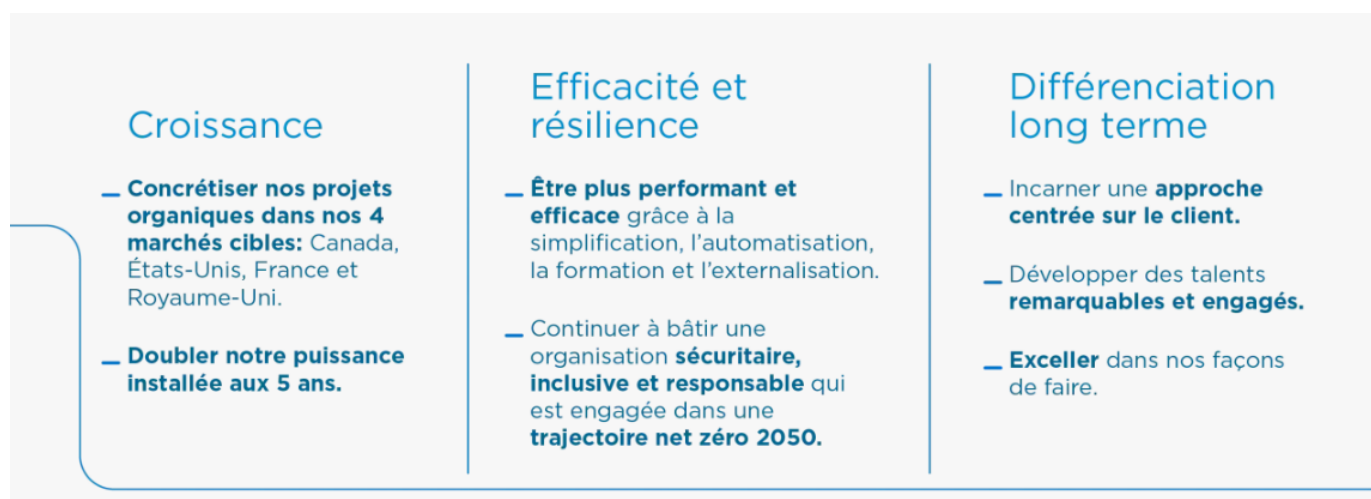 Croissance
Concrétiser nos projets
organiques dans nos 4
marchés cibles: Canada,
États-Unis, France et
Royaume-Uni.
Doubler notre puissance
installée aux 5 ans.
Efficacité et
résilience
Être plus performant et
efficace grâce à la
simplification, l'automatisation,
la formation et l'externalisation.
Continuer à bâtir une
organisation sécuritaire,
inclusive et responsable qui
est engagée dans une
trajectoire net zéro 2050.
Différenciation
long terme
Incarner une approche
centrée sur le client.
Développer des talents
remarquables et engagés.
Exceller dans nos façons
de faire.